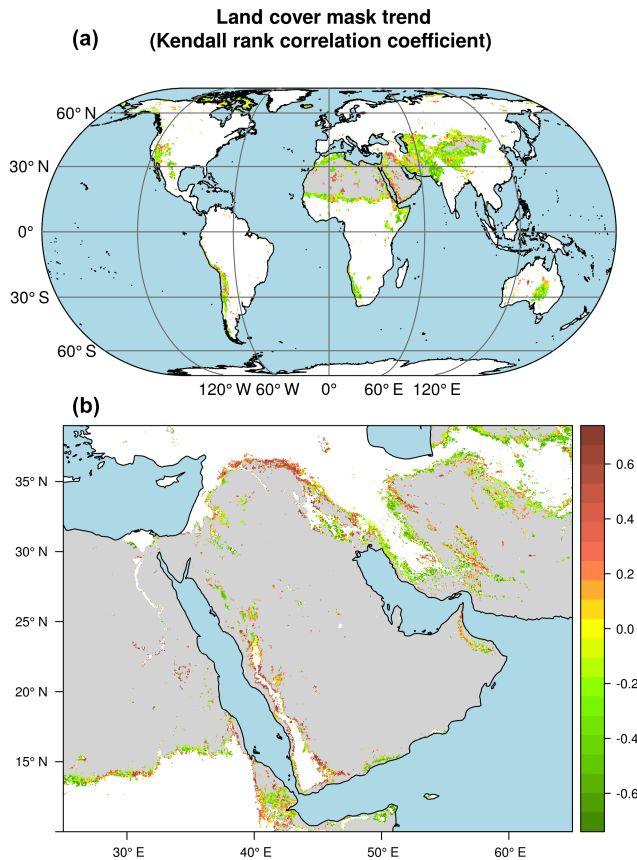 Land cover mask trend
(a) (Kendall rank correlation coefficient)
60° N
30° N
0°
30° S
60° S
120° W 60° W 0° 60° E 120° E
(b)
35° N
30° N
25° N
20° N
15° N
30° E 40° E 50° E 60° E
0.6
0.4
0.2
0.0
-0.2
-0.4
-0.6